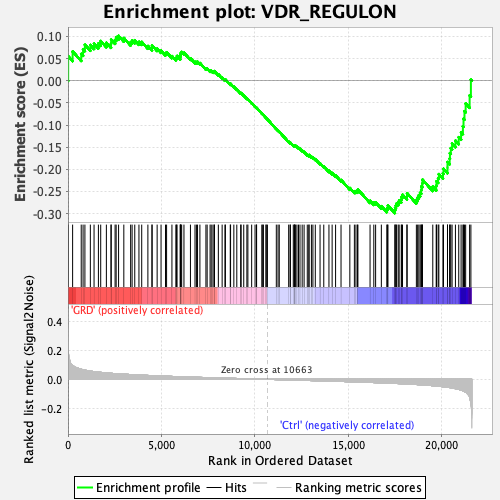 Enrichment plot: VDR_REGULON
Enrichment score (ES)
0.10
0.05
0.00
-0.05
-0.10
-0.15
-0.20
-0.25
-0.30
'GRD' (positively correlated)
Ranked list metric (Signal2Noise)
0.4
0.2
0.0
-0.2
Zero cross at 10663
'Ctrl' (negatively correlated)
0
5,000
10,000
15,000
20,000
Rank in Ordered Dataset
Enrichment profile
Hits
Ranking metric scores